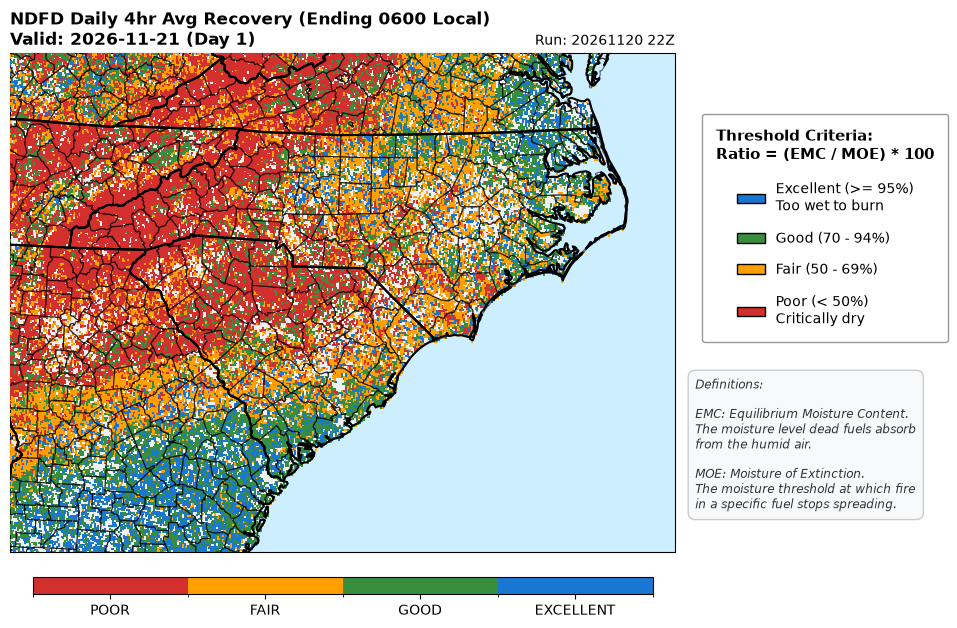 NDFD Daily 4hr Avg Recovery (Ending 0600 Local)
Valid: 2026-11-21 (Day 1)
Run: 20261120 22Z
Threshold Criteria:
Ratio = (EMC / MOE) * 100
Excellent (>= 95%)
Too wet to burn
Good (70 - 94%)
Fair (50 - 69%)
Poor (< 50%)
Critically dry
Definitions:
EMC: Equilibrium Moisture Content.
The moisture level dead fuels absorb
from the humid air.
MOE: Moisture of Extinction.
The moisture threshold at which fire
in a specific fuel stops spreading.
POOR FAIR GOOD EXCELLENT